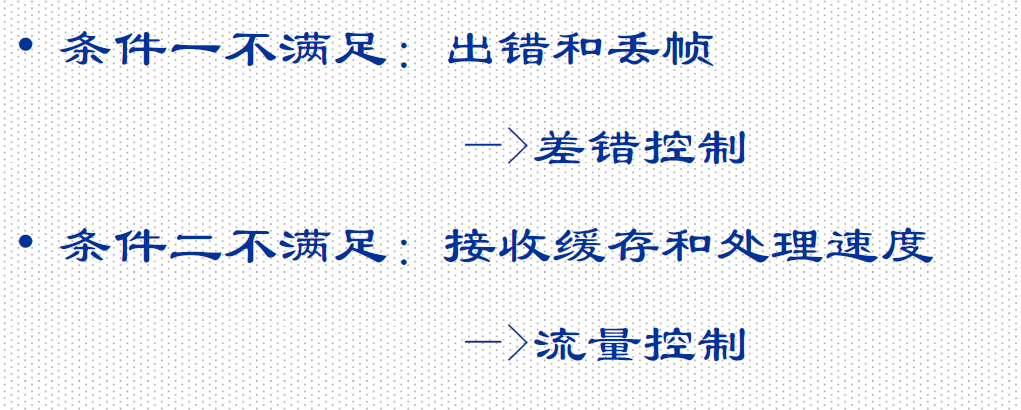 • 条件一不满足：出错和丢帧
—>差错控制
• 条件二不满足：接收缓存和处理速度
—>流量控制